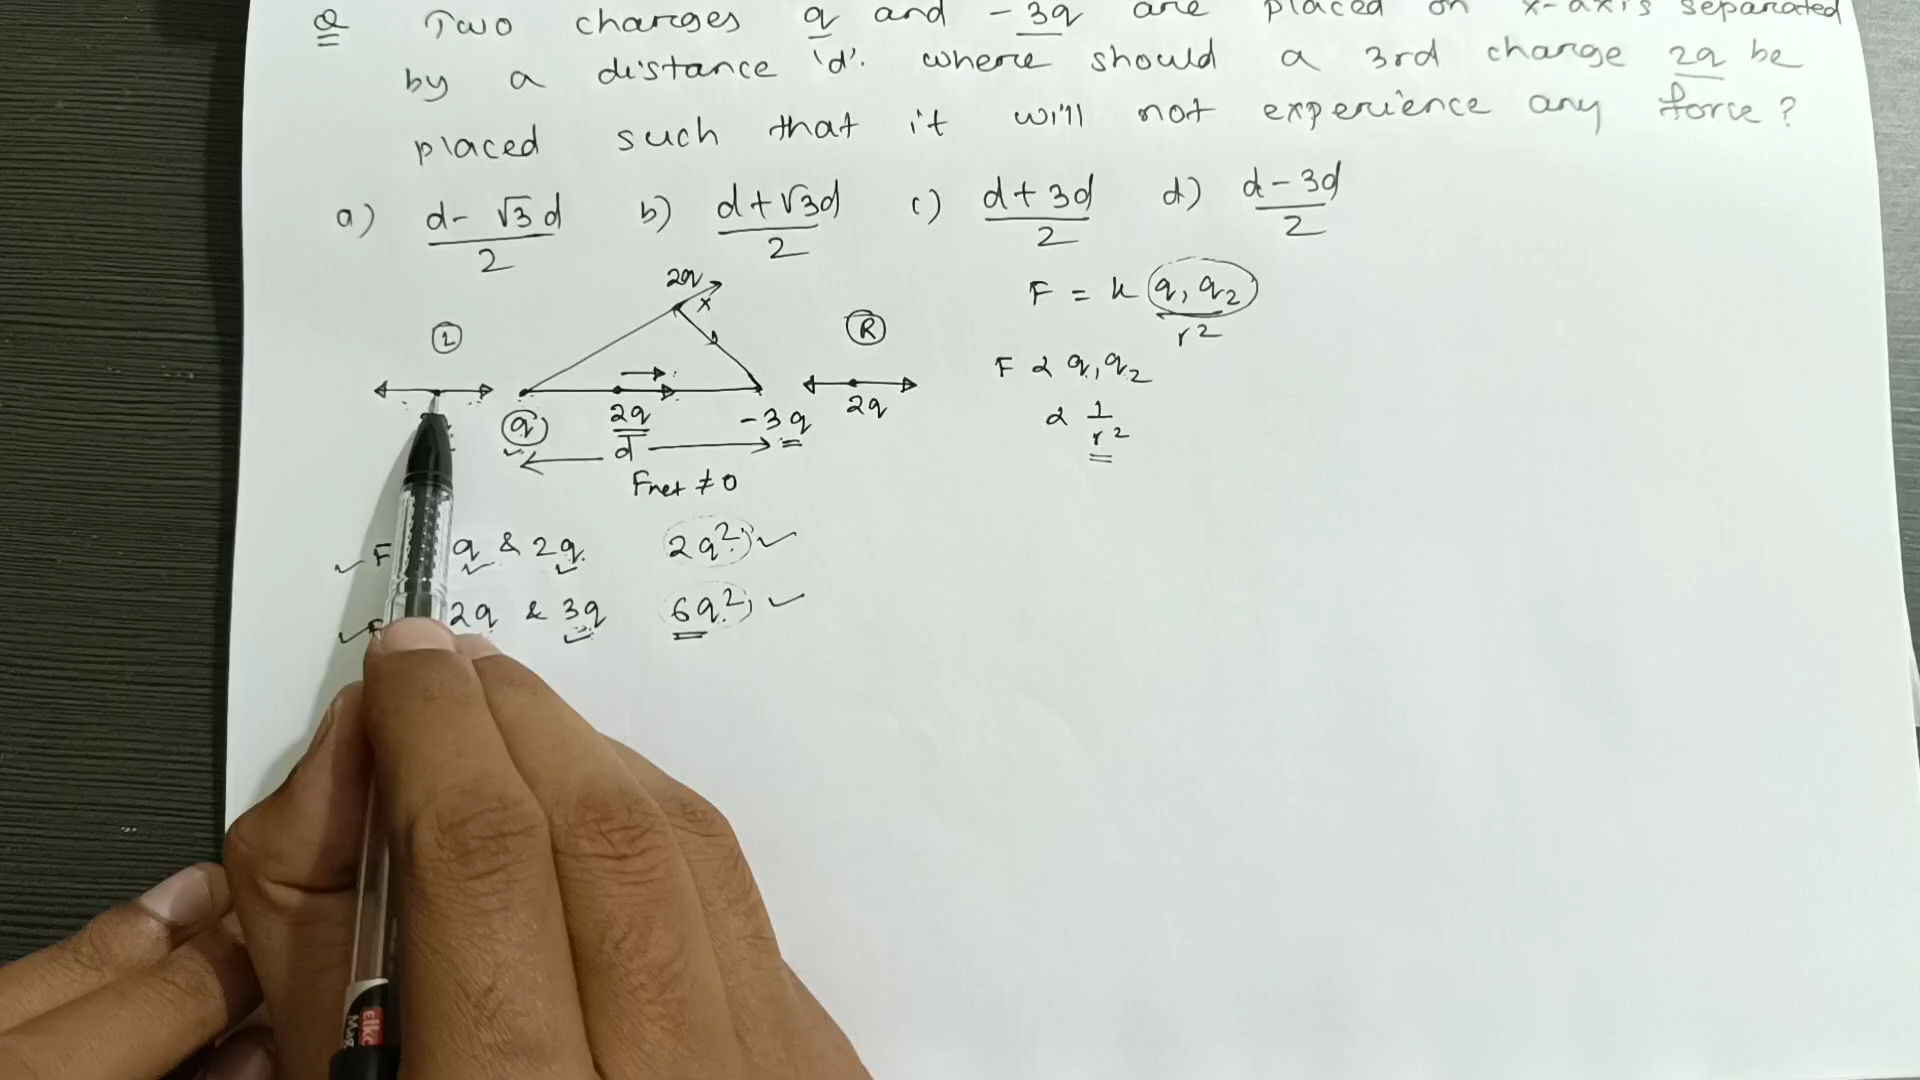 Q Two charges q and -3q are placed on x-axis separated
by a distance 'd'. where should a 3rd charge 2q be
placed such that it will not experience any force?
a) d-√3d/2 b) d+√3d/2 c) d+3d/2 d) d-3d/2
2q
x
F = k q1q2/r²
L
R
F α q1q2
q 2q -3q 2q
α 1/r²
d
Fnet ≠ 0
F q & 2q 2q²
F 2q & 3q 6q²
elkos